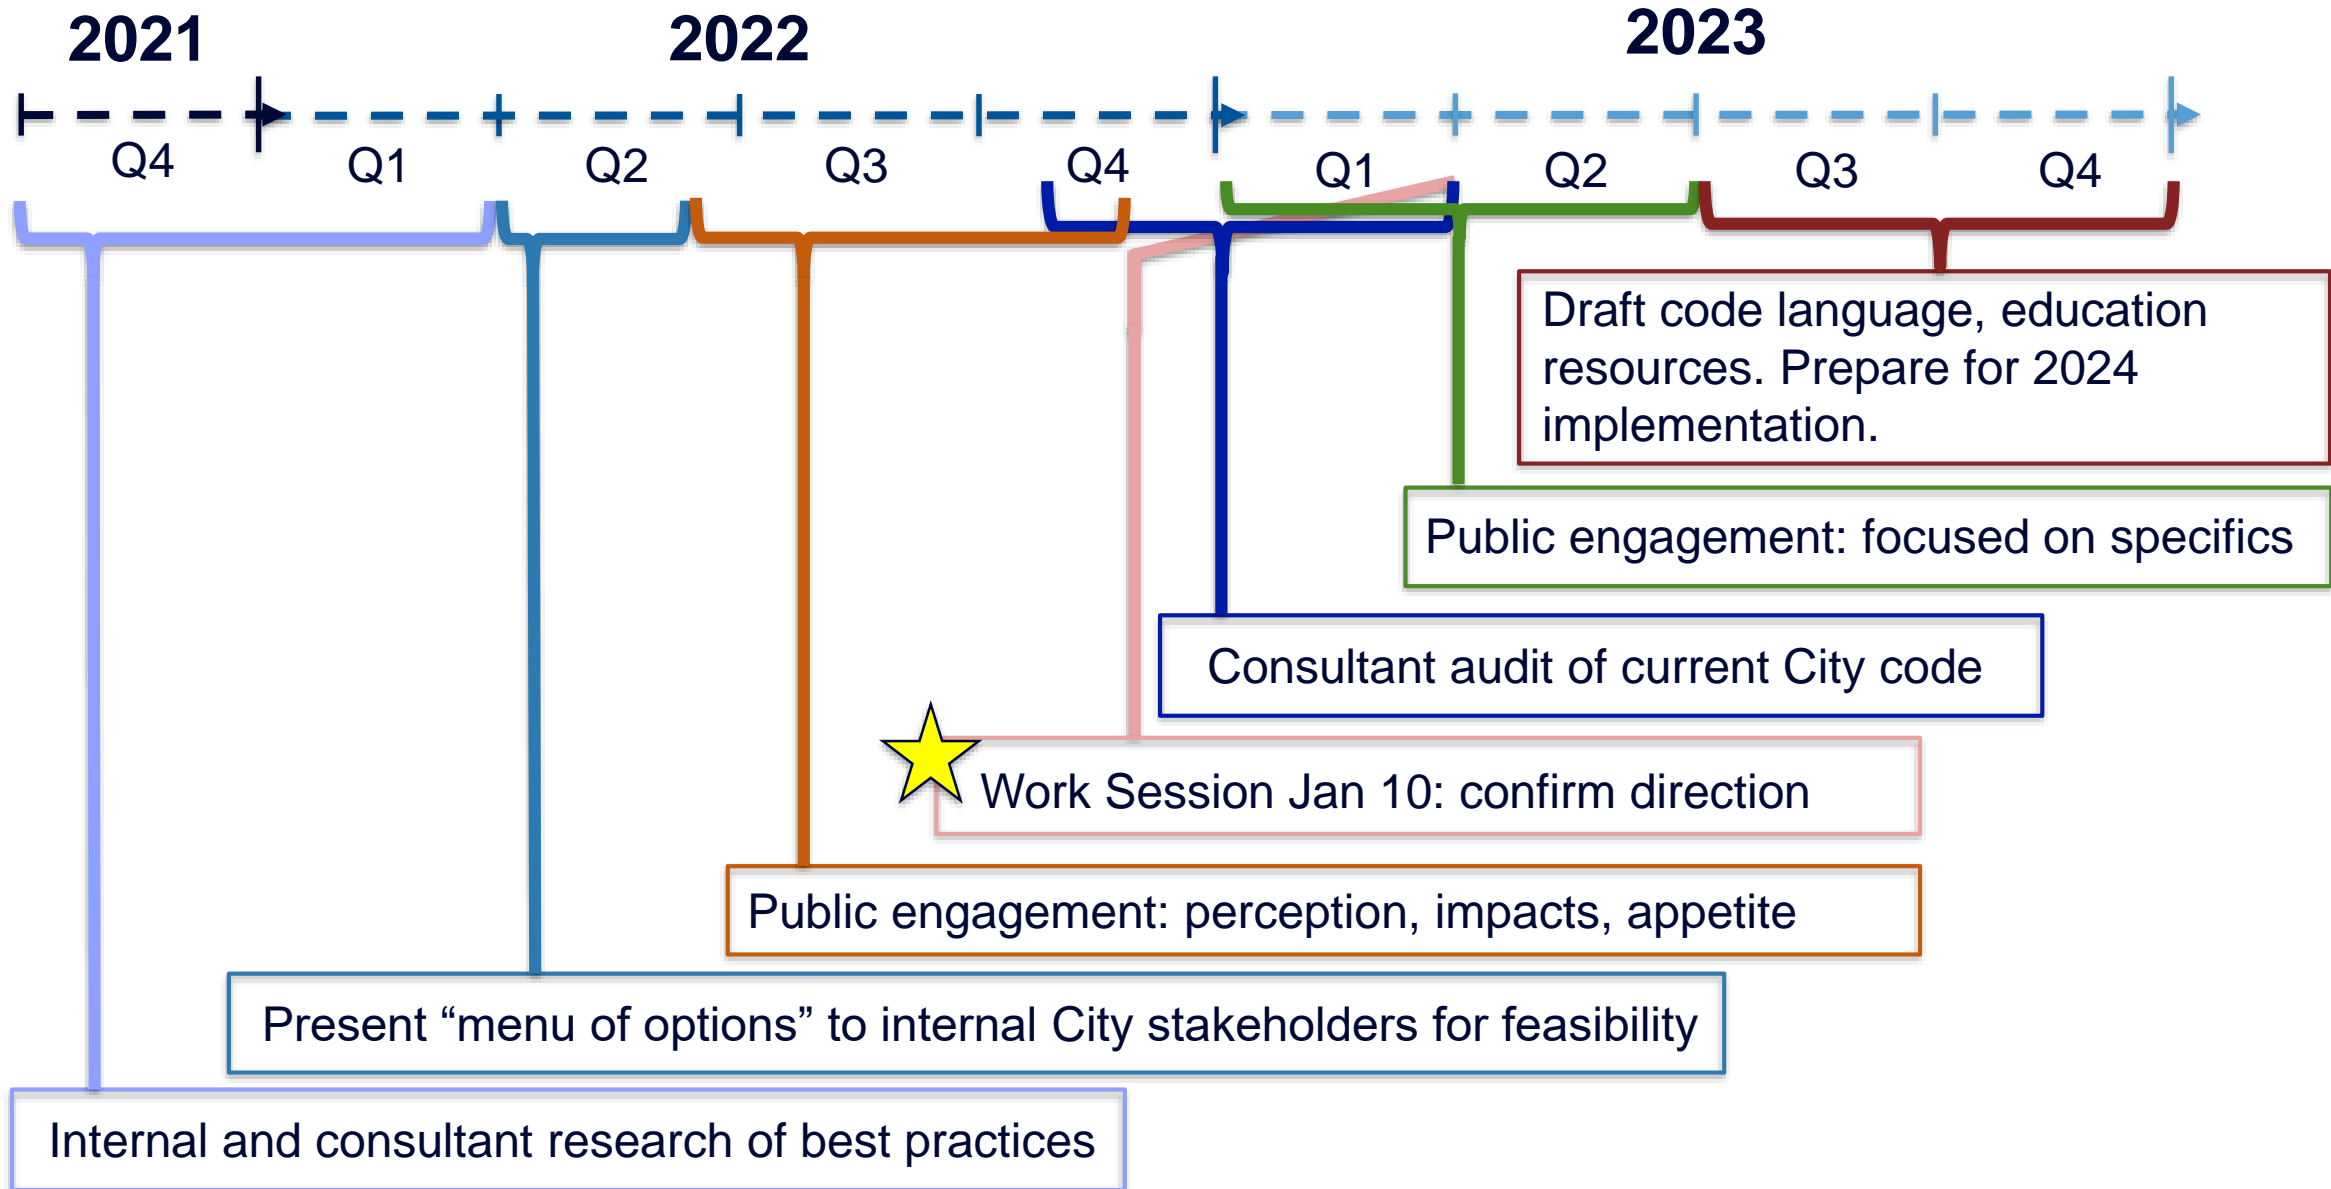 2021
2022
2023
Q4
Q1
Q2
Q3
Q4
Q1
Q2
Q3
Q4
Draft code language, education
resources. Prepare for 2024
implementation.
Public engagement: focused on specifics
Consultant audit of current City code
Work Session Jan 10: confirm direction
Public engagement: perception, impacts, appetite
Present “menu of options” to internal City stakeholders for feasibility
Internal and consultant research of best practices